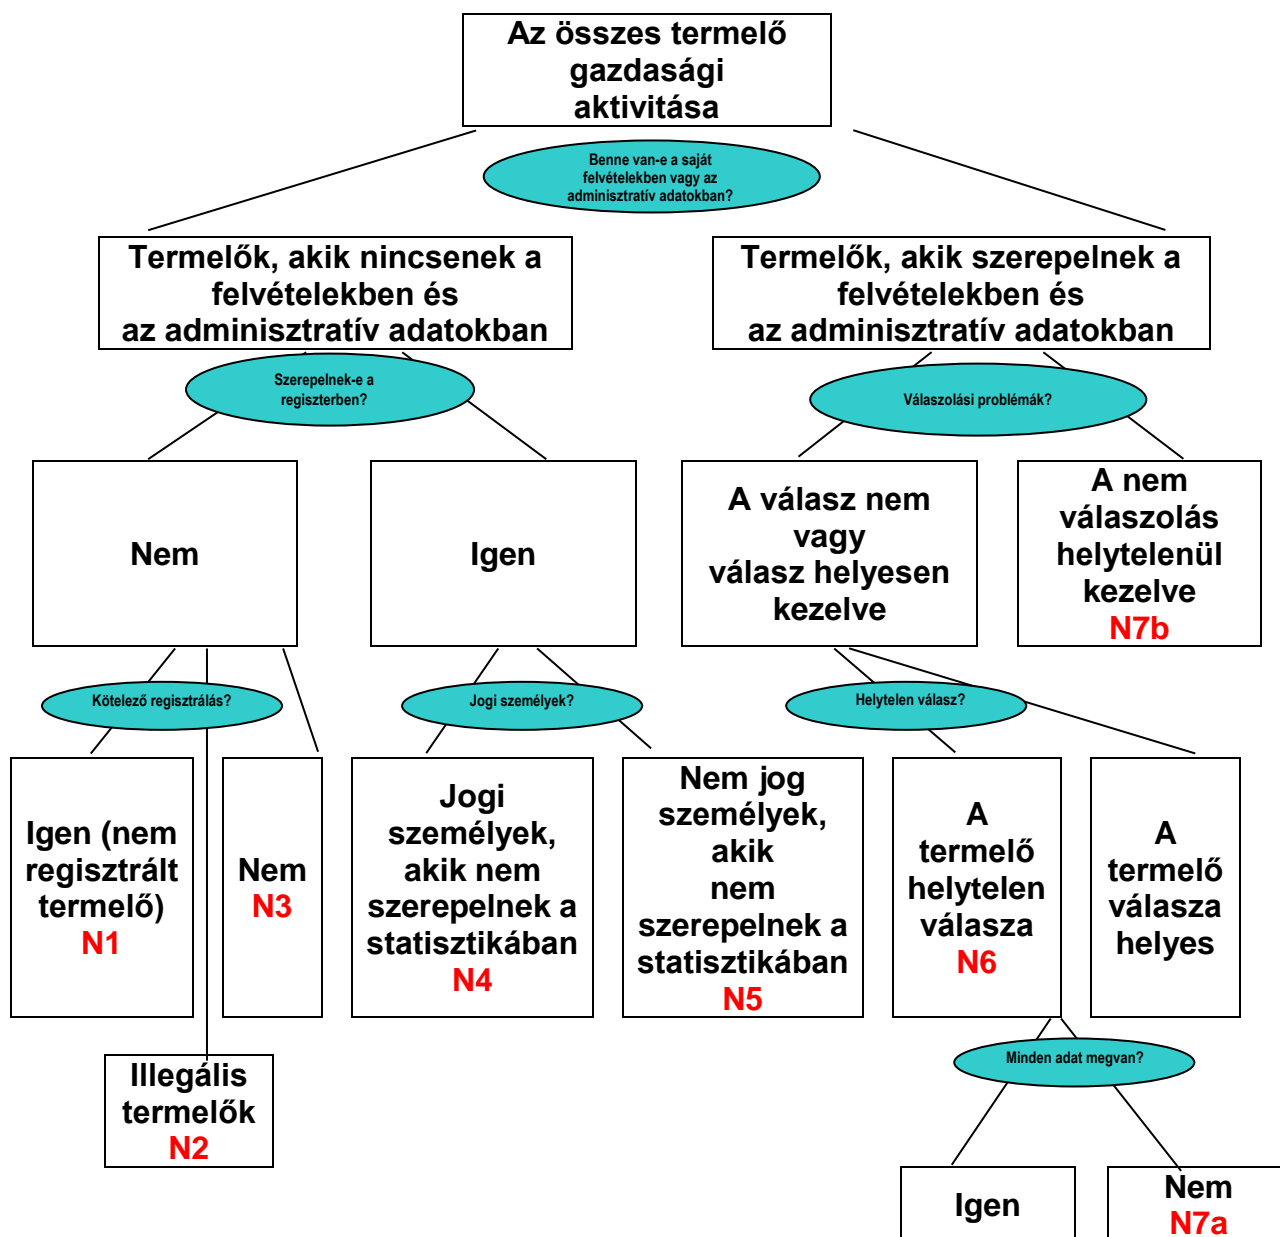 Az összes termelő
gazdasági
aktivitása
Benne van-e a saját
felvételekben vagy az
adminisztratív adatokban?
Termelők, akik nincsenek a
felvételekben és
az adminisztratív adatokban
Termelők, akik szerepelnek a
felvételekben és
az adminisztratív adatokban
Szerepelnek-e a
regiszterben?
Válaszolási problémák?
Nem
Igen
A válasz nem
vagy
válasz helyesen
kezelve
A nem
válaszolás
helytelenül
kezelve
N7b
Kötelező regisztrálás?
Jogi személyek?
Helytelen válasz?
Igen (nem
regisztrált
termelő)
N1
Nem
N3
Jogi
személyek,
akik nem
szerepelnek a
statisztikában
N4
Nem jog
személyek,
akik
nem
szerepelnek a
statisztikában
N5
A
termelő
helytelen
válasza
N6
A
termelő
válasza
helyes
Minden adat megvan?
Illegális
termelők
N2
Igen
Nem
N7a